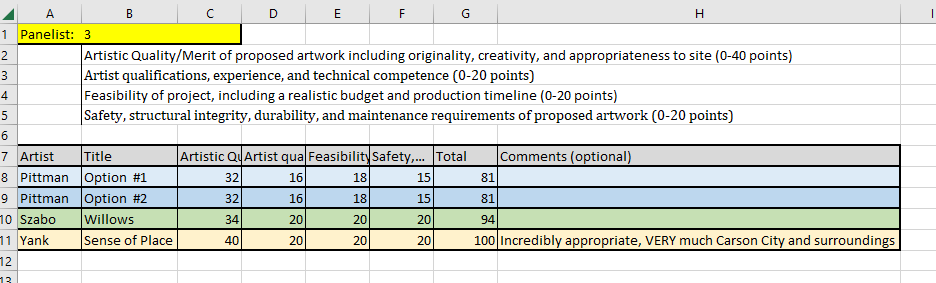 A B C D E F G H I
1 Panelist: 3
2 Artistic Quality/Merit of proposed artwork including originality, creativity, and appropriateness to site (0-40 points)
3 Artist qualifications, experience, and technical competence (0-20 points)
4 Feasibility of project, including a realistic budget and production timeline (0-20 points)
5 Safety, structural integrity, durability, and maintenance requirements of proposed artwork (0-20 points)
6
7 Artist Title Artistic Qu Artist qua Feasibility Safety,... Total Comments (optional)
8 Pittman Option #1 32 16 18 15 81
9 Pittman Option #2 32 16 18 15 81
10 Szabo Willows 34 20 20 20 94
11 Yank Sense of Place 40 20 20 20 100 Incredibly appropriate, VERY much Carson City and surroundings
12
13